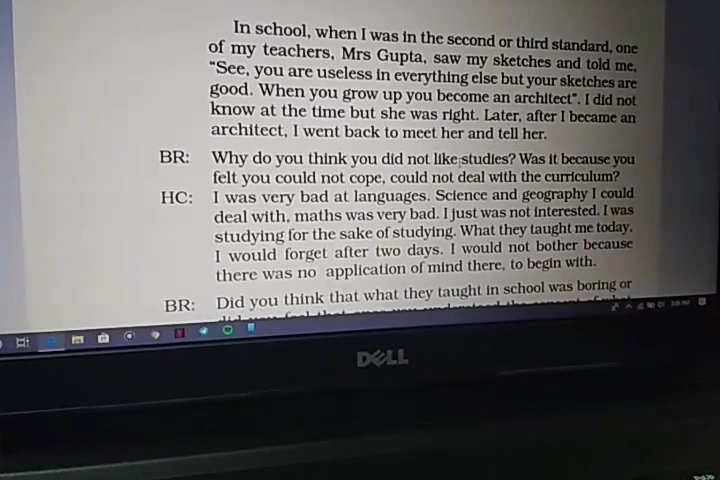 In school, when I was in the second or third standard, one
of my teachers, Mrs Gupta, saw my sketches and told me,
"See, you are useless in everything else but your sketches are
good. When you grow up you become an architect". I did not
know at the time but she was right. Later, after I became an
architect, I went back to meet her and tell her.
BR: Why do you think you did not like studies? Was it because you
felt you could not cope, could not deal with the curriculum?
HC: I was very bad at languages. Science and geography I could
deal with, maths was very bad. I just was not interested. I was
studying for the sake of studying. What they taught me today,
I would forget after two days. I would not bother because
there was no application of mind there, to begin with.
BR: Did you think that what they taught in school was boring or
DELL